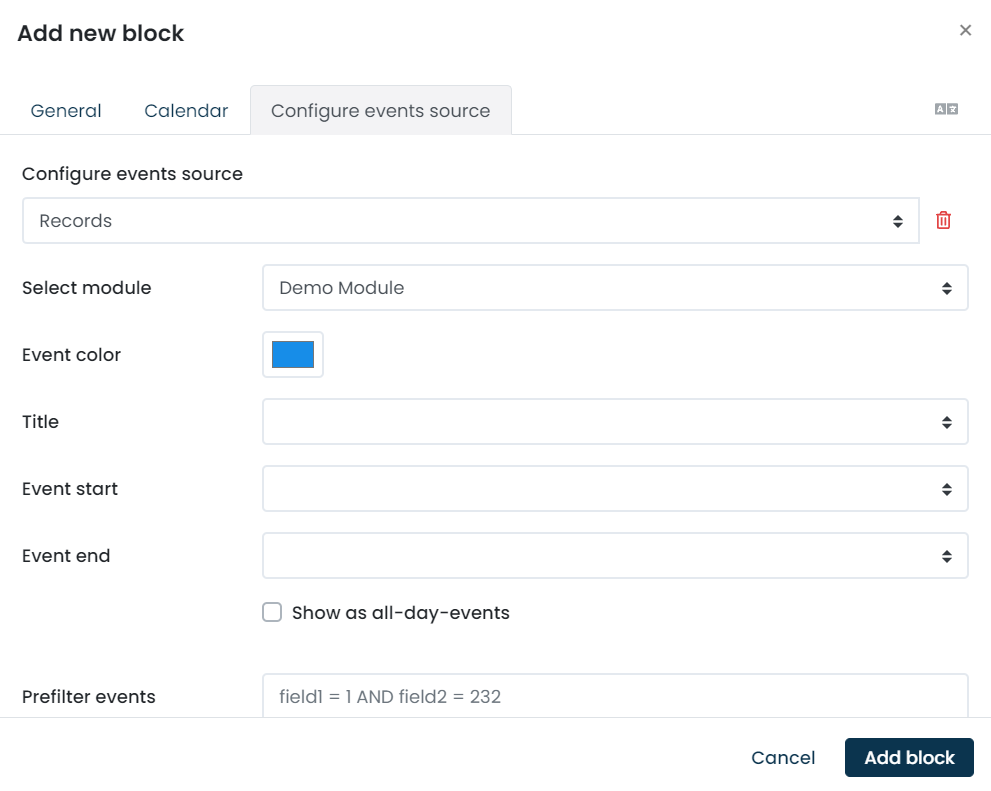 Add new block
×
General
Calendar
Configure events source
Configure events source
Records
Select module
Demo Module
Event color
Title
Event start
Event end
Show as all-day-events
Prefilter events
field1 = 1 AND field2 = 232
Cancel
Add block